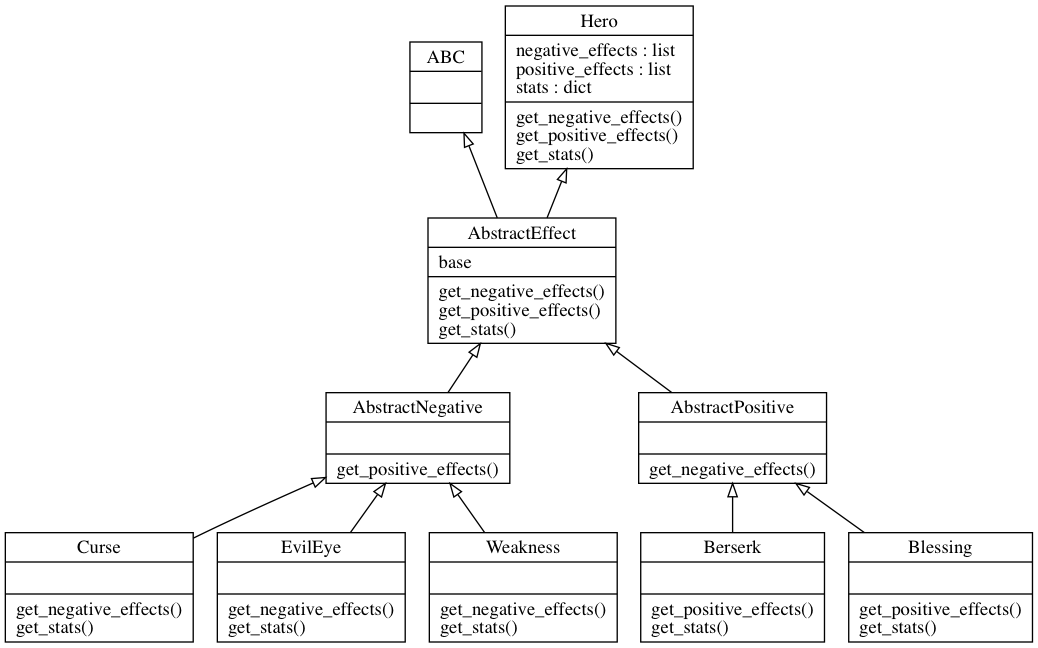 Hero
negative_effects : list
positive_effects : list
stats : dict
get_negative_effects()
get_positive_effects()
get_stats()
ABC
AbstractEffect
base
get_negative_effects()
get_positive_effects()
get_stats()
AbstractNegative
get_positive_effects()
AbstractPositive
get_negative_effects()
Curse
get_negative_effects()
get_stats()
EvilEye
get_negative_effects()
get_stats()
Weakness
get_negative_effects()
get_stats()
Berserk
get_positive_effects()
get_stats()
Blessing
get_positive_effects()
get_stats()